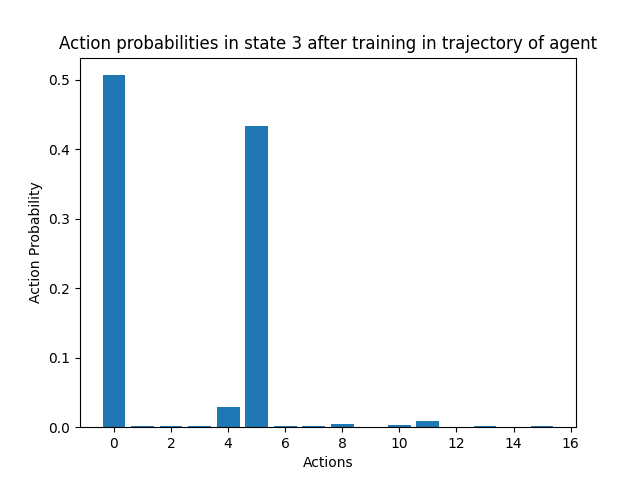 Action probabilities in state 3 after training in trajectory of agent
0.5
0.4
0.3
0.2
0.1
0.0
Action Probability
0 2 4 6 8 10 12 14 16
Actions